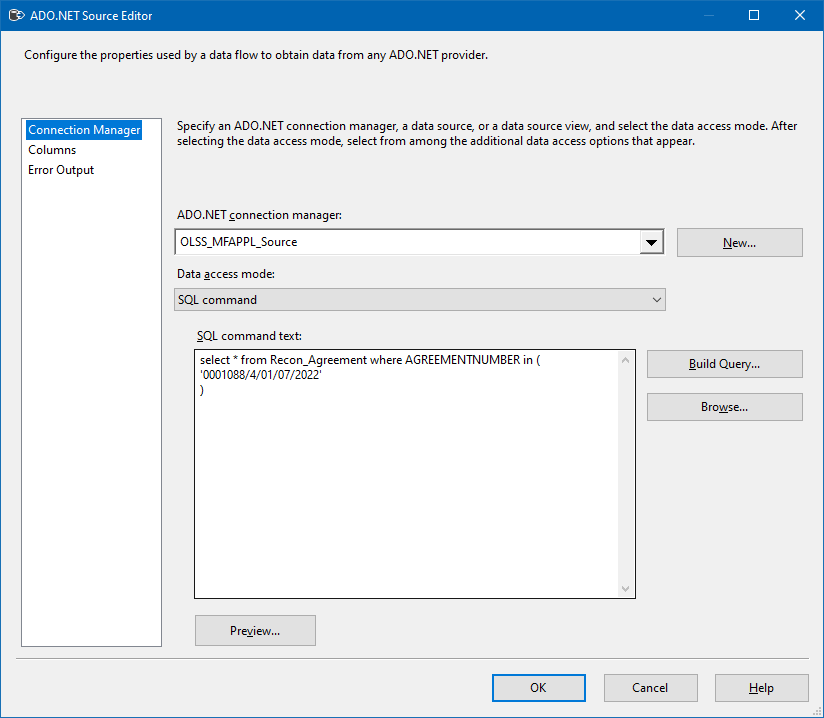 ADO.NET Source Editor
Configure the properties used by a data flow to obtain data from any ADO.NET provider.
Connection Manager
Columns
Error Output
Specify an ADO.NET connection manager, a data source, or a data source view, and select the data access mode. After
selecting the data access mode, select from among the additional data access options that appear.
ADO.NET connection manager:
OLSS_MFAPPL_Source
New...
Data access mode:
SQL command
SQL command text:
select * from Recon_Agreement where AGREEMENTNUMBER in (
'0001088/4/01/07/2022'
)
Build Query...
Browse...
Preview...
OK
Cancel
Help